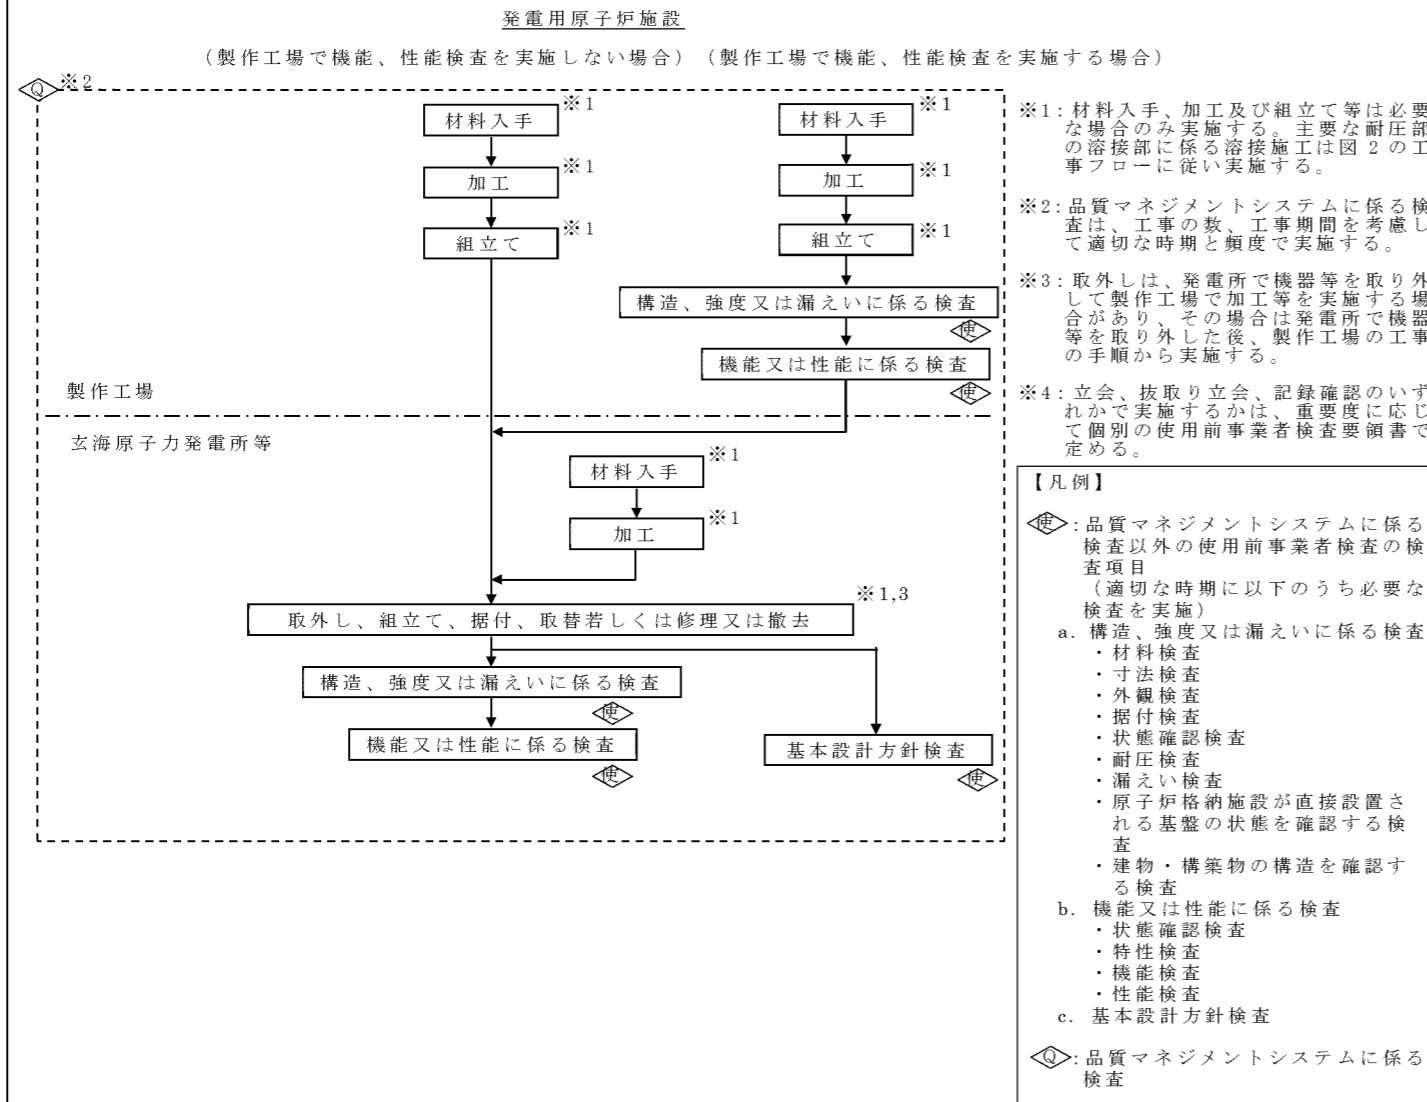 発電用原子炉施設
（製作工場で機能、性能検査を実施しない場合）（製作工場で機能、性能検査を実施する場合）
Q ※2
材料入手 ※1
加工 ※1
組立て ※1
材料入手 ※1
加工 ※1
組立て ※1
構造、強度又は漏えいに係る検査
使
機能又は性能に係る検査
使
製作工場
玄海原子力発電所等
材料入手 ※1
加工 ※1
※1,3
取外し、組立て、据付、取替若しくは修理又は撤去
構造、強度又は漏えいに係る検査
使
機能又は性能に係る検査
使
基本設計方針検査
使
※1：材料入手、加工及び組立て等は必要
な場合のみ実施する。主要な耐圧部
の溶接部に係る溶接施工は図2の工
事フローに従い実施する。
※2：品質マネジメントシステムに係る検
査は、工事の数、工事期間を考慮し
て適切な時期と頻度で実施する。
※3：取外しは、発電所で機器等を取り外
して製作工場で加工等を実施する場
合があり、その場合は発電所で機器
等を取り外した後、製作工場の工事
の手順から実施する。
※4：立会、抜取り立会、記録確認のいず
れかで実施するかは、重要度に応じ
て個別の使用前事業者検査要領書で
定める。
【凡例】
使：品質マネジメントシステムに係る
検査以外の使用前事業者検査の検
査項目
（適切な時期に以下のうち必要な
検査を実施）
a. 構造、強度又は漏えいに係る検査
・材料検査
・寸法検査
・外観検査
・据付検査
・状態確認検査
・耐圧検査
・漏えい検査
・原子炉格納施設が直接設置さ
れる基盤の状態を確認する検
査
・建物・構築物の構造を確認す
る検査
b. 機能又は性能に係る検査
・状態確認検査
・特性検査
・機能検査
・性能検査
c. 基本設計方針検査
Q：品質マネジメントシステムに係る
検査